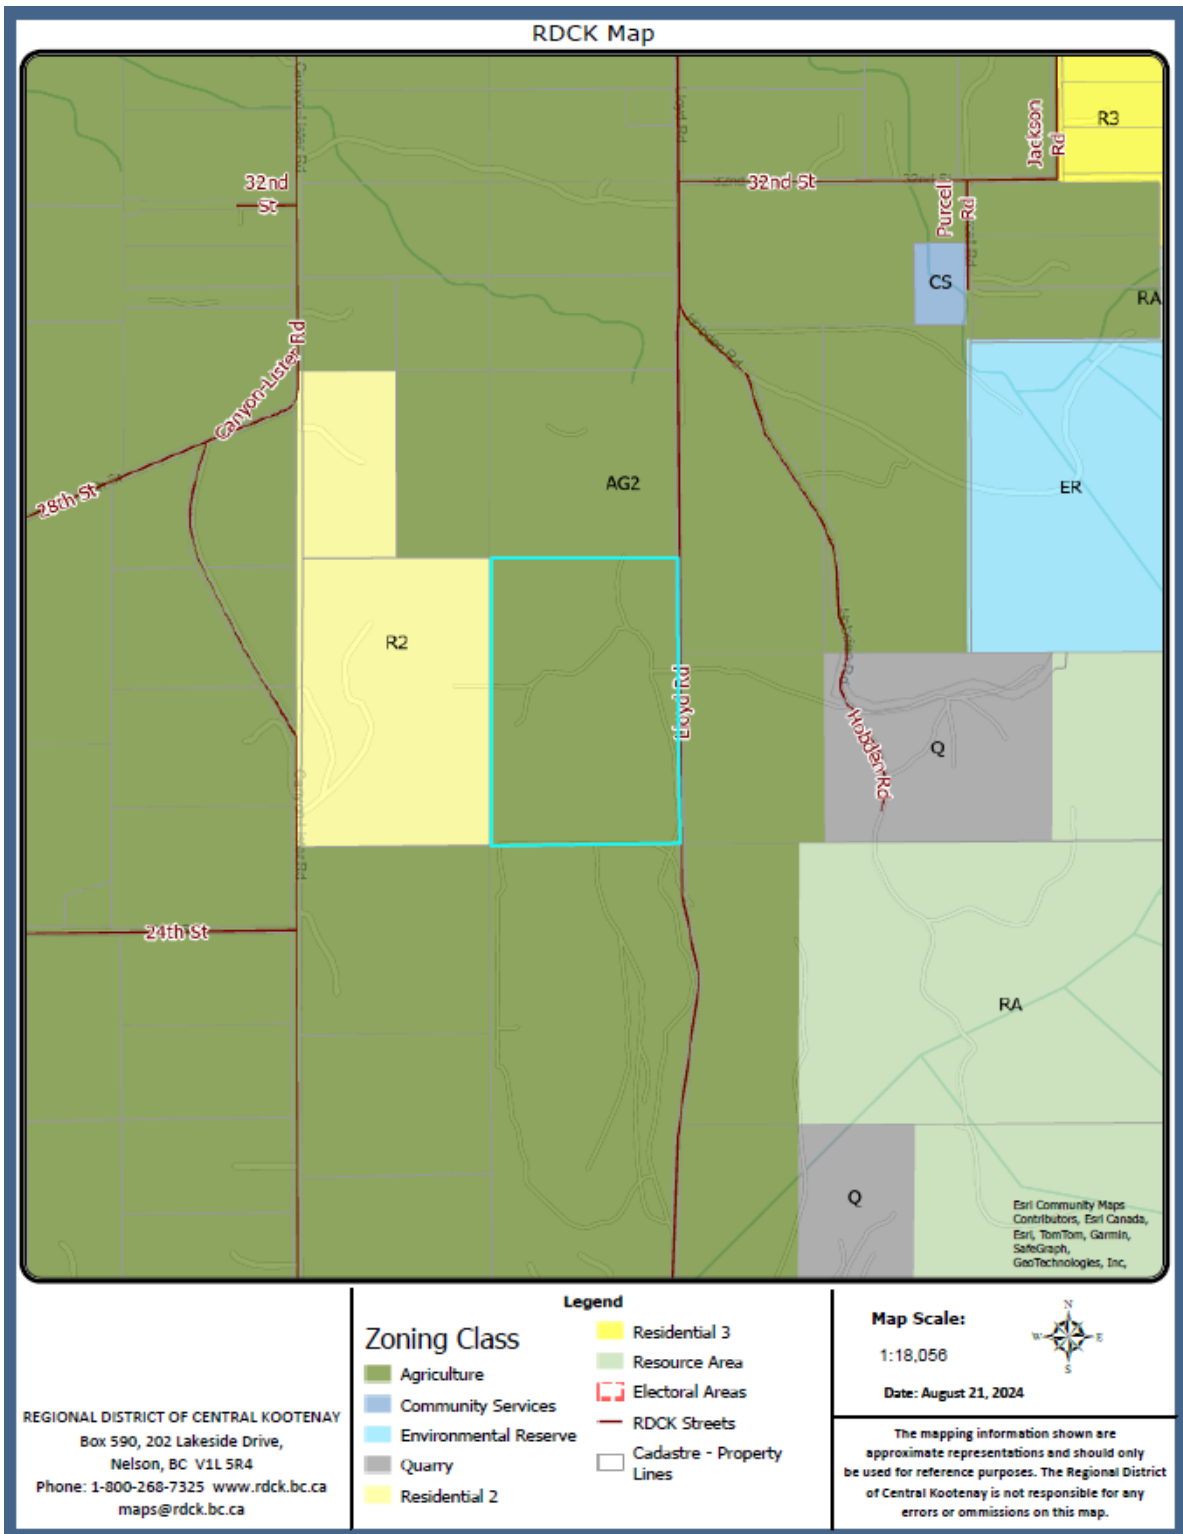 RDCK Map
Jackson
Rd
R3
32nd
St
32nd St
Purcel
Rd
CS
RA
Canyon-Lister Rd
Hobden Rd
28th St
AG2
ER
R2
Lloyd Rd
Hobden Rd
Q
24th St
RA
Q
Esri Community Maps
Contributors, Esri Canada,
Esri, TomTom, Garmin,
SafeGraph,
GeoTechnologies, Inc,
REGIONAL DISTRICT OF CENTRAL KOOTENAY
Box 590, 202 Lakeside Drive,
Nelson, BC V1L 5R4
Phone: 1-800-268-7325 www.rdck.bc.ca
maps@rdck.bc.ca
Legend
Zoning Class
Agriculture
Community Services
Environmental Reserve
Quarry
Residential 2
Residential 3
Resource Area
Electoral Areas
RDCK Streets
Cadastre - Property
Lines
Map Scale:
1:18,056
N
W
E
S
Date: August 21, 2024
The mapping information shown are
approximate representations and should only
be used for reference purposes. The Regional District
of Central Kootenay is not responsible for any
errors or ommissions on this map.